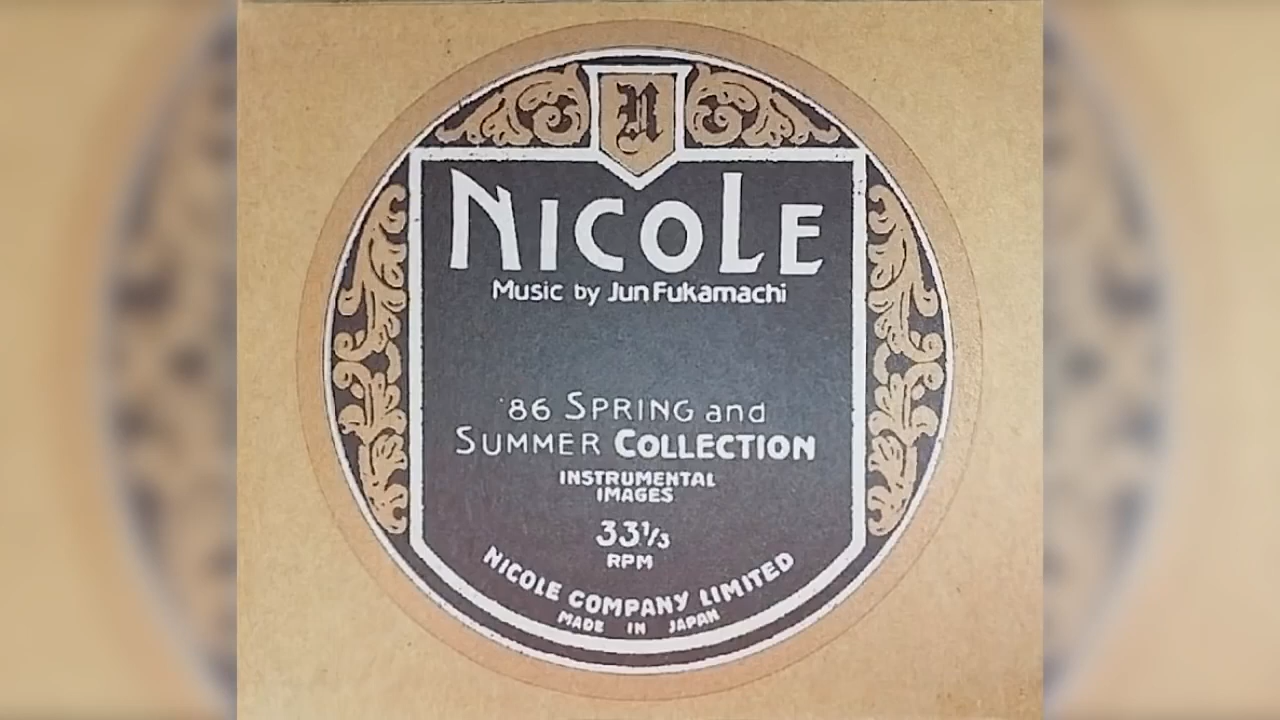 N
NICOLE
Music by Jun Fukamachi
'86 SPRING and
SUMMER COLLECTION
INSTRUMENTAL
IMAGES
33⅓
RPM
NICOLE COMPANY LIMITED
MADE IN JAPAN